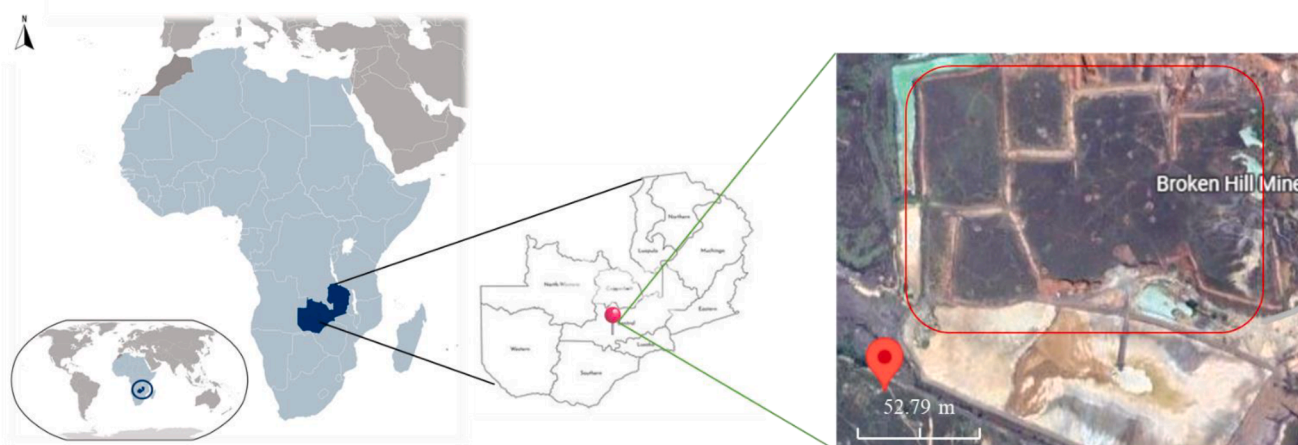 N
Northern
Luapula
Muchinga
North Western
Copperbelt
Eastern
Western
Lusaka
Southern
Broken Hill Mine
52.79 m